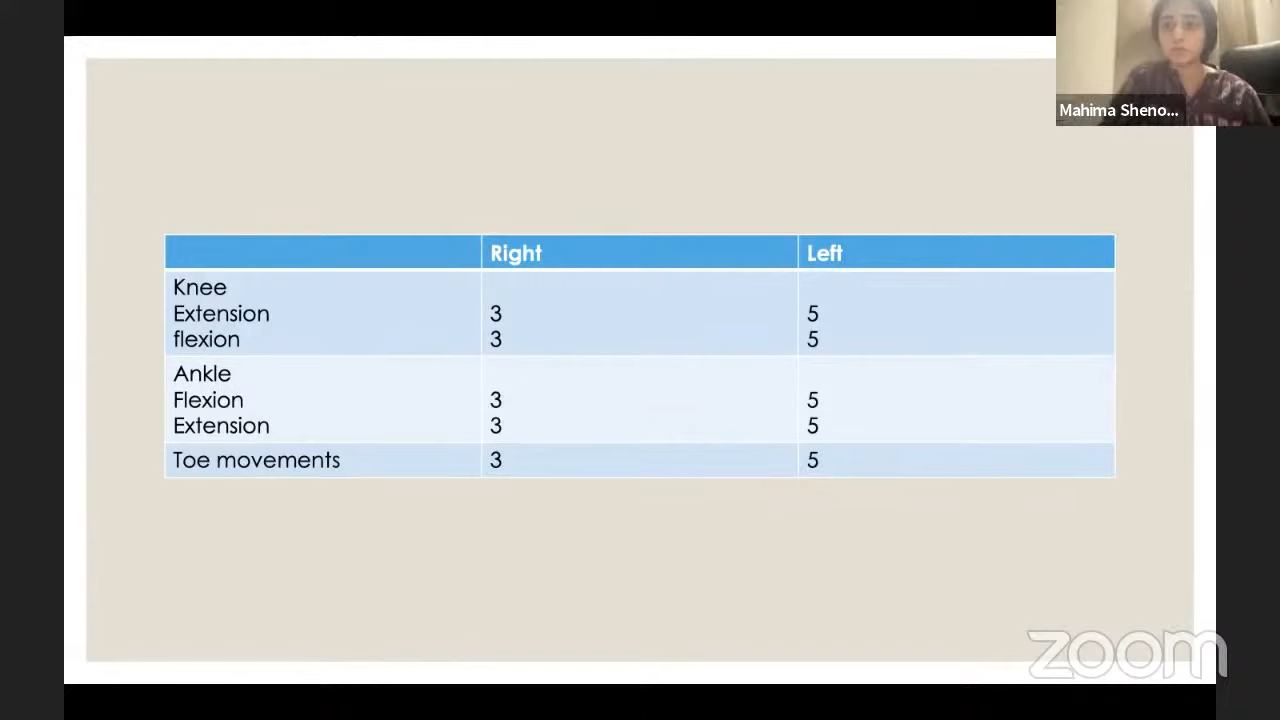 Mahima Sheno...
Right Left
Knee
Extension 3 5
flexion 3 5
Ankle
Flexion 3 5
Extension 3 5
Toe movements 3 5
zoom